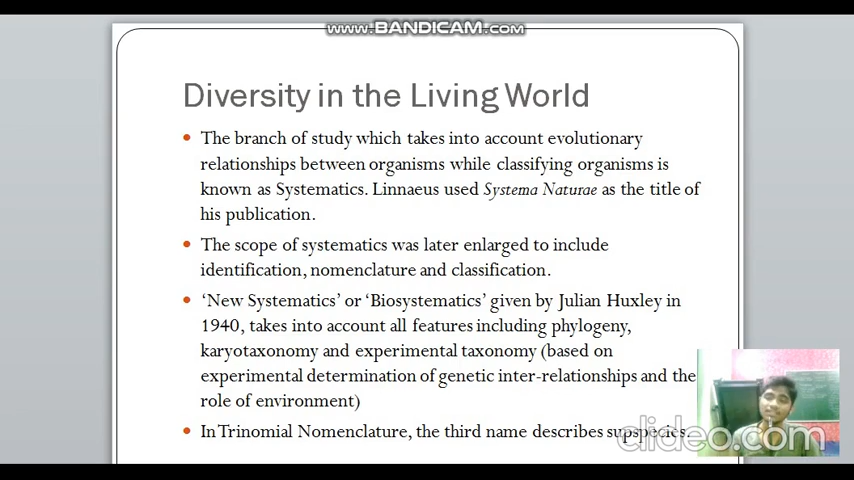 www.BANDICAM.com
Diversity in the Living World
• The branch of study which takes into account evolutionary
relationships between organisms while classifying organisms is
known as Systematics. Linnaeus used Systema Naturae as the title of
his publication.
• The scope of systematics was later enlarged to include
identification, nomenclature and classification.
• ‘New Systematics’ or ‘Biosystematics’ given by Julian Huxley in
1940, takes into account all features including phylogeny,
karyotaxonomy and experimental taxonomy (based on
experimental determination of genetic inter-relationships and the
role of environment)
• In Trinomial Nomenclature, the third name describes supspecies.
clideo.com